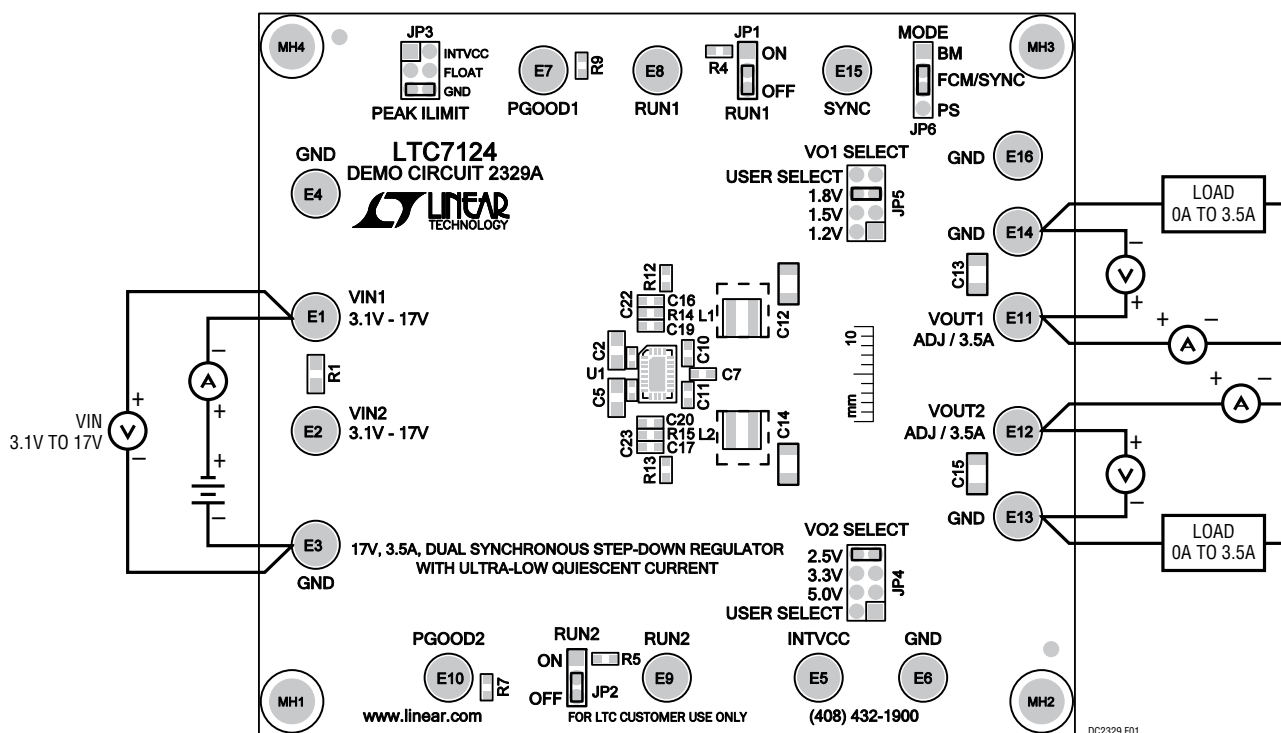 MH4
JP3
INTVCC
FLOAT
GND
PEAK ILIMIT
E7
PGOOD1
R9
E8
RUN1
R4
JP1
ON
OFF
RUN1
E15
SYNC
MODE
BM
FCM/SYNC
PS
JP6
MH3
GND
E4
LTC7124
DEMO CIRCUIT 2329A
LINEAR
TECHNOLOGY
VO1 SELECT
USER SELECT
1.8V
1.5V
1.2V
JP5
GND
E16
GND
E14
LOAD
0A TO 3.5A
C13
V
−
+
VOUT1
ADJ / 3.5A
E11
+
−
A
E1
VIN1
3.1V - 17V
R1
E2
VIN2
3.1V - 17V
−
A
+
+
−
+
V
−
VIN
3.1V TO 17V
R12
C22
C16
R14
C19
L1
C12
C2
U1
C5
C10
C7
C11
10
mm
C20
R15
C17
C23
L2
C14
R13
VOUT2
ADJ / 3.5A
E12
+
−
A
C15
+
V
−
GND
E13
LOAD
0A TO 3.5A
E3
GND
17V, 3.5A, DUAL SYNCHRONOUS STEP-DOWN REGULATOR
WITH ULTRA-LOW QUIESCENT CURRENT
VO2 SELECT
2.5V
3.3V
5.0V
USER SELECT
JP4
PGOOD2
E10
R7
RUN2
ON
OFF
R5
JP2
RUN2
E9
INTVCC
E5
GND
E6
MH1
MH2
www.linear.com
FOR LTC CUSTOMER USE ONLY
(408) 432-1900
DC2329 F01